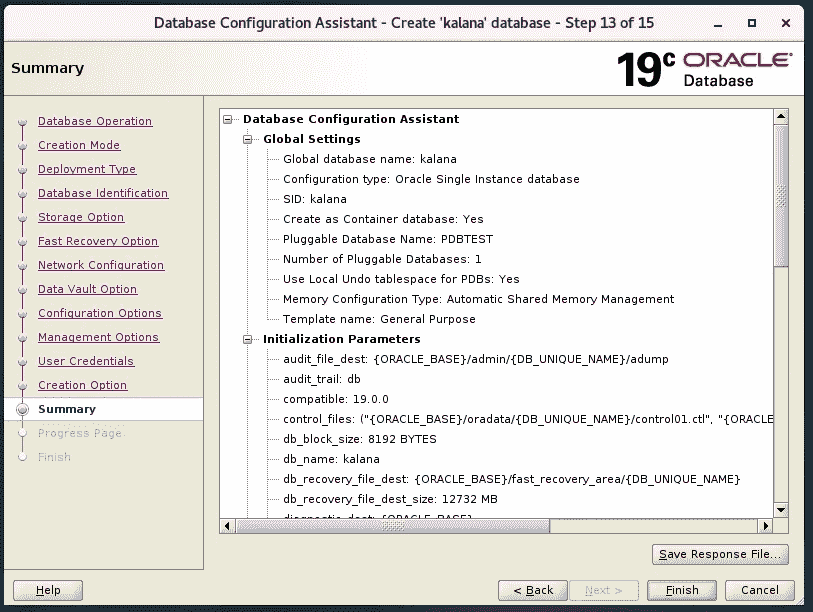 Database Configuration Assistant - Create 'kalana' database - Step 13 of 15
Summary
19c ORACLE
Database
Database Operation
Creation Mode
Deployment Type
Database Identification
Storage Option
Fast Recovery Option
Network Configuration
Data Vault Option
Configuration Options
Management Options
User Credentials
Creation Option
Summary
Progress Page
Finish
Database Configuration Assistant
Global Settings
Global database name: kalana
Configuration type: Oracle Single Instance database
SID: kalana
Create as Container database: Yes
Pluggable Database Name: PDBTEST
Number of Pluggable Databases: 1
Use Local Undo tablespace for PDBs: Yes
Memory Configuration Type: Automatic Shared Memory Management
Template name: General Purpose
Initialization Parameters
audit_file_dest: {ORACLE_BASE}/admin/{DB_UNIQUE_NAME}/adump
audit_trail: db
compatible: 19.0.0
control_files: ("{ORACLE_BASE}/oradata/{DB_UNIQUE_NAME}/control01.ctl", "{ORACLE
db_block_size: 8192 BYTES
db_name: kalana
db_recovery_file_dest: {ORACLE_BASE}/fast_recovery_area/{DB_UNIQUE_NAME}
db_recovery_file_dest_size: 12732 MB
diagnostic_dest: {ORACLE_BASE}
Save Response File...
Help
< Back
Next >
Finish
Cancel